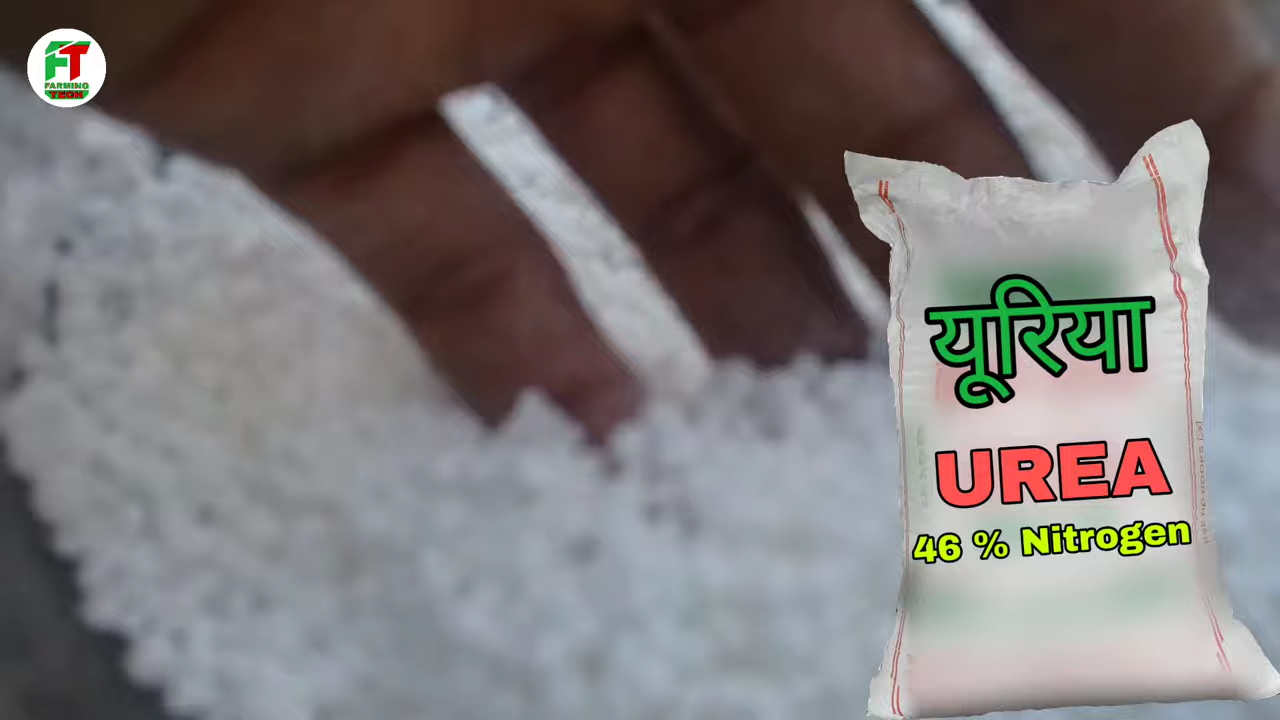 FT
FARMING
TECH
यूरिया
UREA
46 % Nitrogen